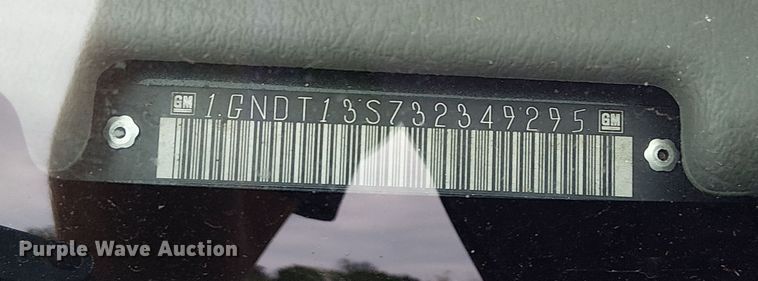 GM 1GNDT13S732349295 GM
Purple Wave Auction